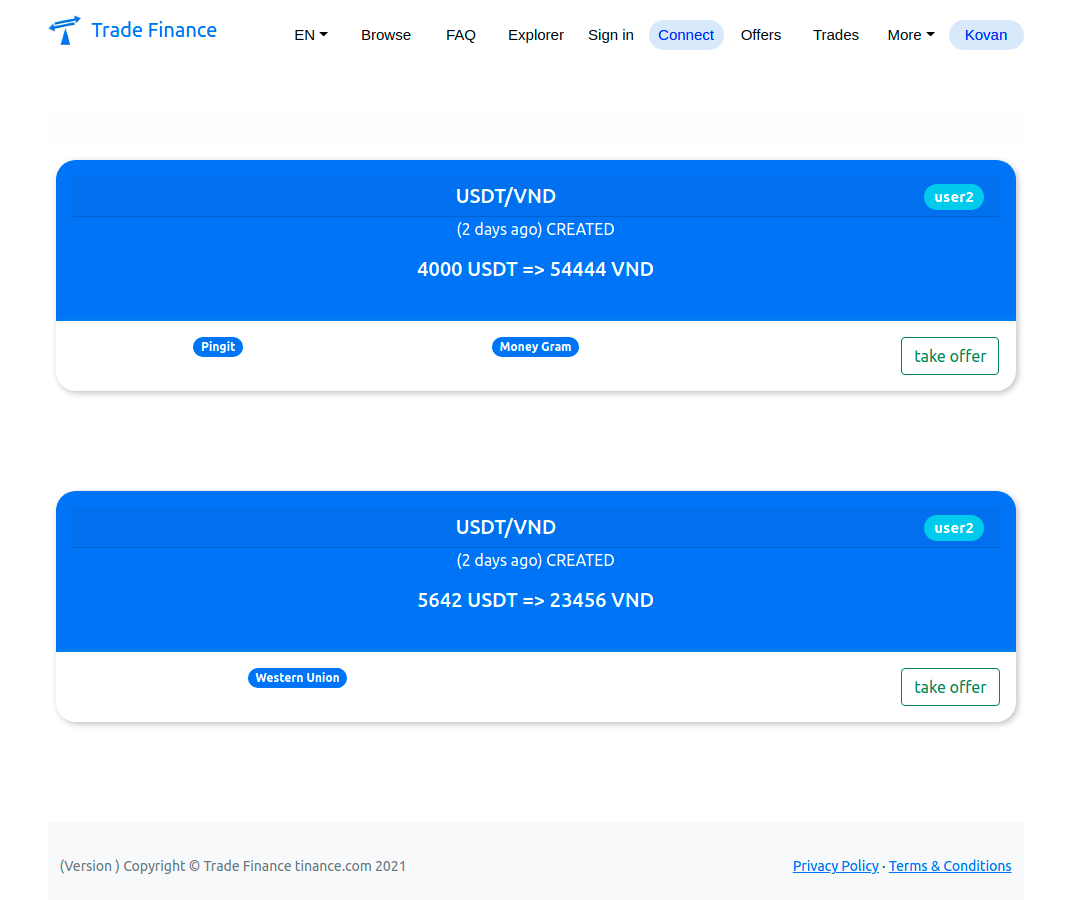 Trade Finance
EN Browse FAQ Explorer Sign in Connect Offers Trades More Kovan
USDT/VND user2
(2 days ago) CREATED
4000 USDT => 54444 VND
Pingit Money Gram take offer
USDT/VND user2
(2 days ago) CREATED
5642 USDT => 23456 VND
Western Union take offer
(Version ) Copyright © Trade Finance tinance.com 2021 Privacy Policy · Terms & Conditions